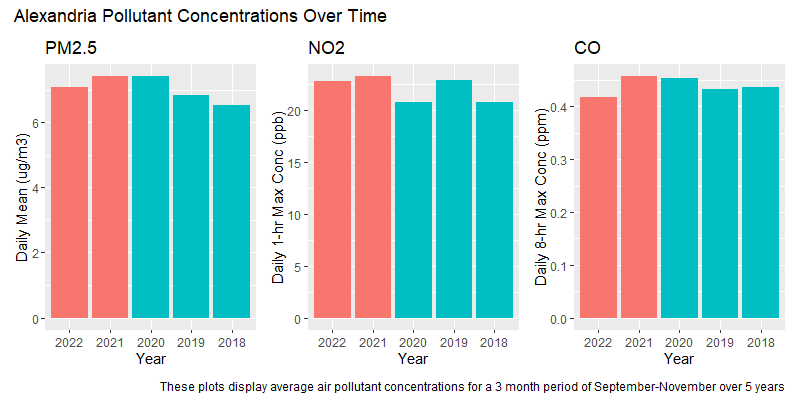 Alexandria Pollutant Concentrations Over Time
PM2.5
Daily Mean (ug/m3)
6
4
2
0
2022 2021 2020 2019 2018
Year
NO2
Daily 1-hr Max Conc (ppb)
20
15
10
5
0
2022 2021 2020 2019 2018
Year
CO
Daily 8-hr Max Conc (ppm)
0.4
0.3
0.2
0.1
0.0
2022 2021 2020 2019 2018
Year
These plots display average air pollutant concentrations for a 3 month period of September-November over 5 years